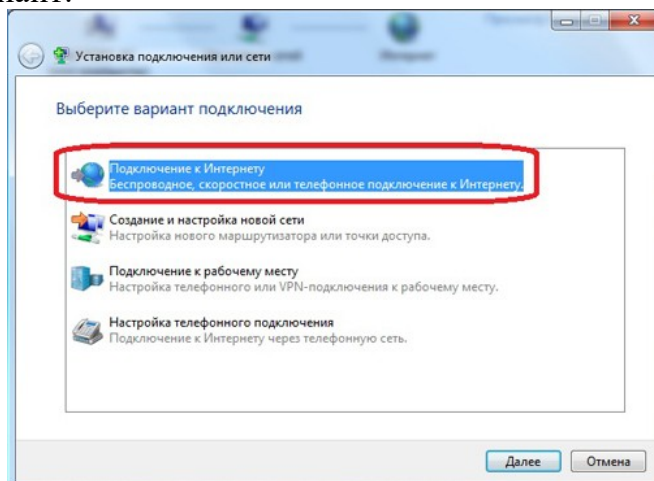 Установка подключения или сети
Выберите вариант подключения
Подключение к Интернету
Беспроводное, скоростное или телефонное подключение к Интернету.
Создание и настройка новой сети
Настройка нового маршрутизатора или точки доступа.
Подключение к рабочему месту
Настройка телефонного или VPN-подключения к рабочему месту.
Настройка телефонного подключения
Подключение к Интернету через телефонную сеть.
Далее
Отмена